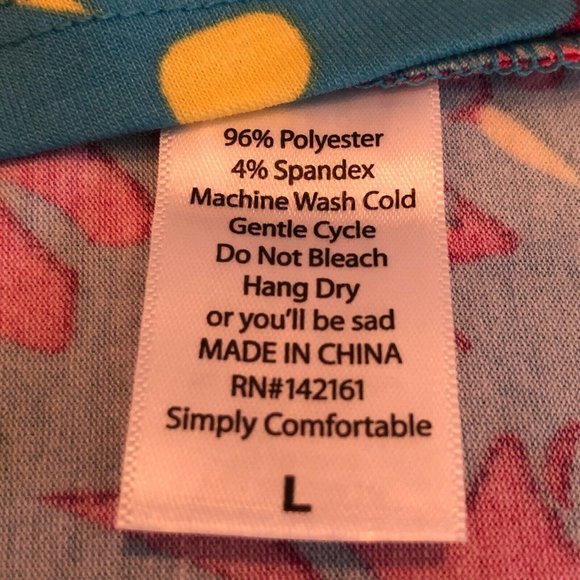 96% Polyester
4% Spandex
Machine Wash Cold
Gentle Cycle
Do Not Bleach
Hang Dry
or you'll be sad
MADE IN CHINA
RN#142161
Simply Comfortable
L